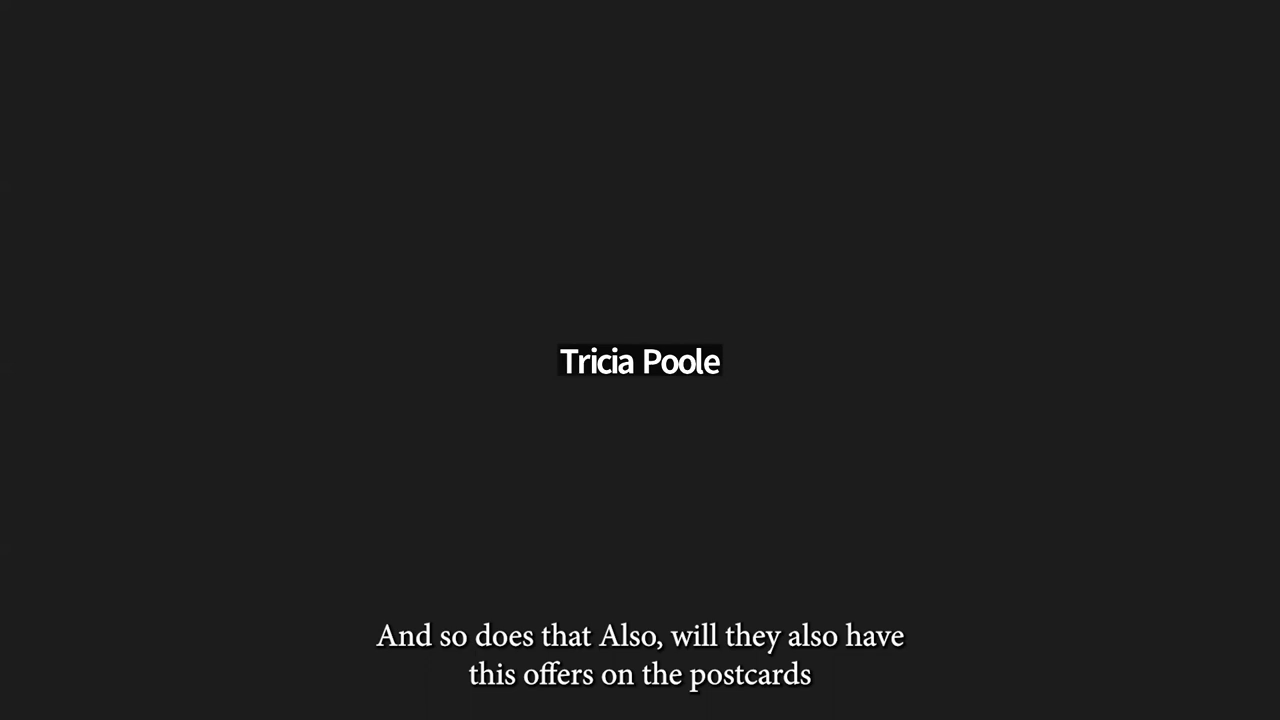 Tricia Poole
And so does that Also, will they also have
this offers on the postcards